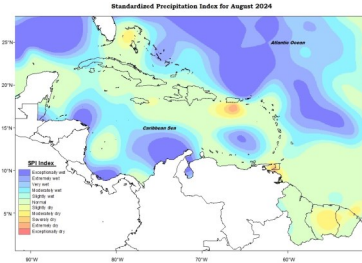 Standardized Precipitation Index for August 2024
25°N
Atlantic Ocean
20°N
15°N
Caribbean Sea
10°N
SPI Index
Exceptionally wet
Extremely wet
Very wet
Moderately wet
Slightly wet
Normal
Slightly dry
Moderately dry
Severely dry
Extremely dry
Exceptionally dry
5°N
90°W
80°W
70°W
60°W